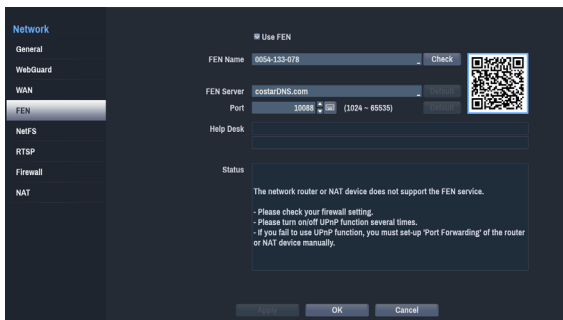 Network
General
WebGuard
WAN
FEN
NetFS
RTSP
Firewall
NAT
Use FEN
FEN Name 0054-133-078 Check
FEN Server costarDNS.com Default
Port 10088 (1024 ~ 65535) Default
Help Desk
Status
The network router or NAT device does not support the FEN service.
- Please check your firewall setting.
- Please turn on/off UPnP function several times.
- If you fail to use UPnP function, you must set-up 'Port Forwarding' of the router
or NAT device manually.
Apply OK Cancel